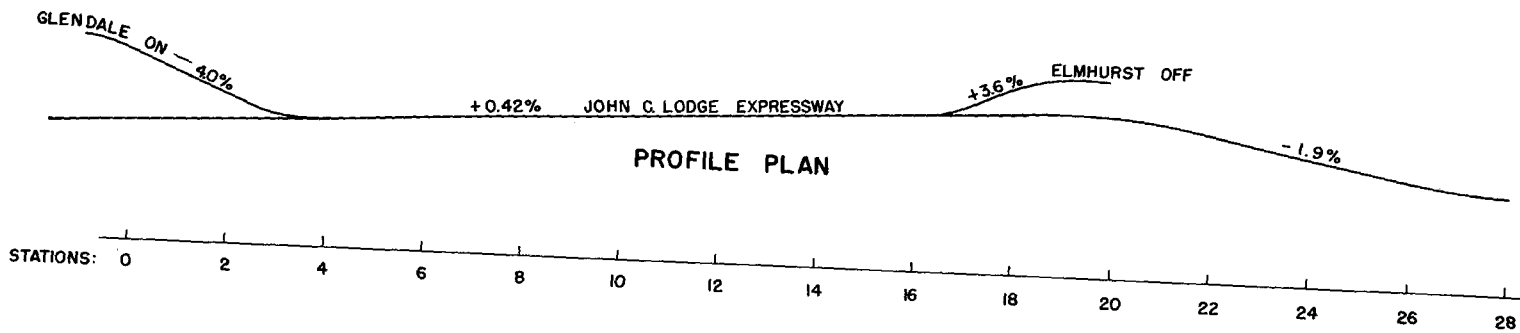 GLENDALE ON — 4.0%
+0.42% JOHN C. LODGE EXPRESSWAY
+3.6% ELMHURST OFF
-1.9%
PROFILE PLAN
STATIONS: 0 2 4 6 8 10 12 14 16 18 20 22 24 26 28